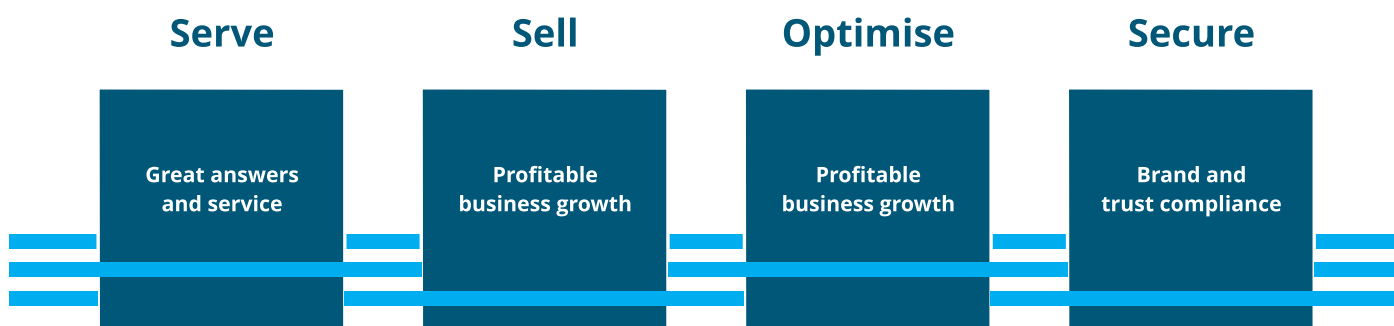 Serve
Sell
Optimise
Secure
Great answers
and service
Profitable
business growth
Profitable
business growth
Brand and
trust compliance